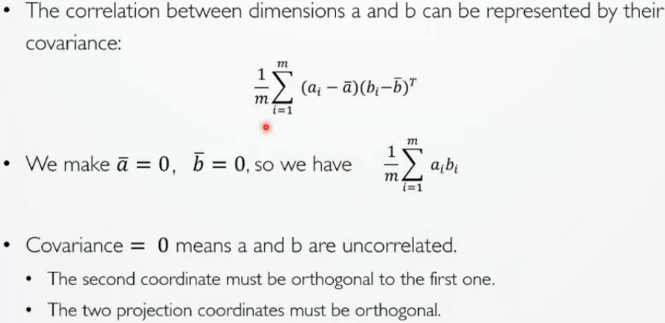 • The correlation between dimensions a and b can be represented by their
covariance:
\frac{1}{m}\sum_{i=1}^{m} (a_i - \bar{a})(b_i - \bar{b})^T
• We make \bar{a} = 0, \bar{b} = 0, so we have \frac{1}{m}\sum_{i=1}^{m} a_i b_i
• Covariance = 0 means a and b are uncorrelated.
• The second coordinate must be orthogonal to the first one.
• The two projection coordinates must be orthogonal.